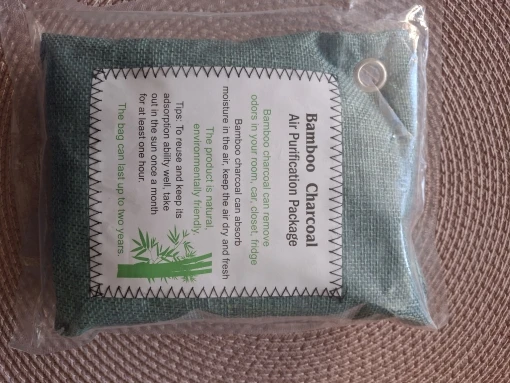 Bamboo Charcoal
Air Purification Package
Bamboo charcoal can remove
odors in your room, car, closet, fridge
Bamboo charcoal can absorb
moisture in the air, keep the air dry and fresh
The product is natural,
environmentally friendly.
Tips: To reuse and keep its
adsorption ability well, take
out in the sun once a month
for at least one hour.
The bag can last up to two years.